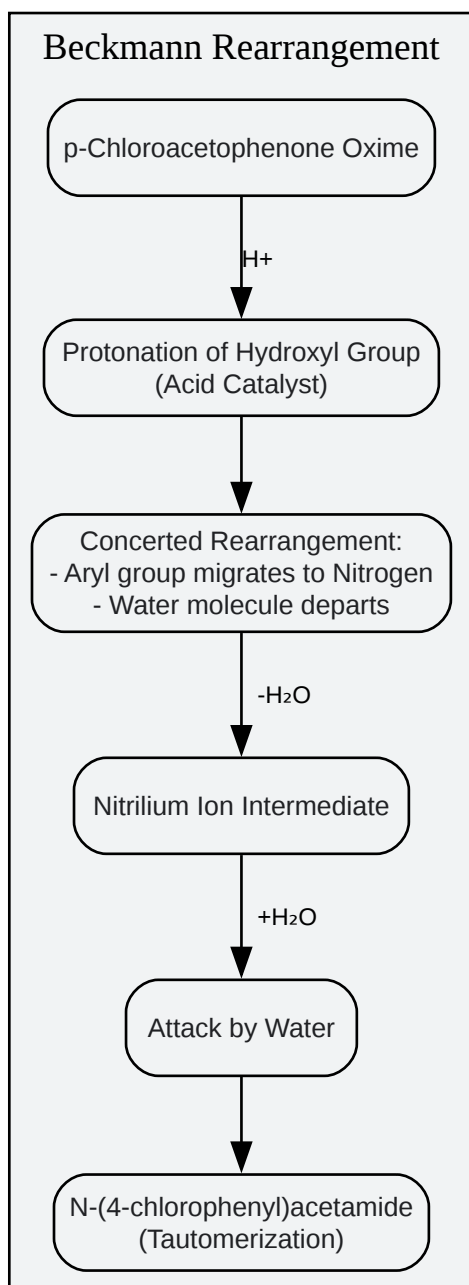 Beckmann Rearrangement
p-Chloroacetophenone Oxime
H+
Protonation of Hydroxyl Group
(Acid Catalyst)
Concerted Rearrangement:
- Aryl group migrates to Nitrogen
- Water molecule departs
-H₂O
Nitrilium Ion Intermediate
+H₂O
Attack by Water
N-(4-chlorophenyl)acetamide
(Tautomerization)